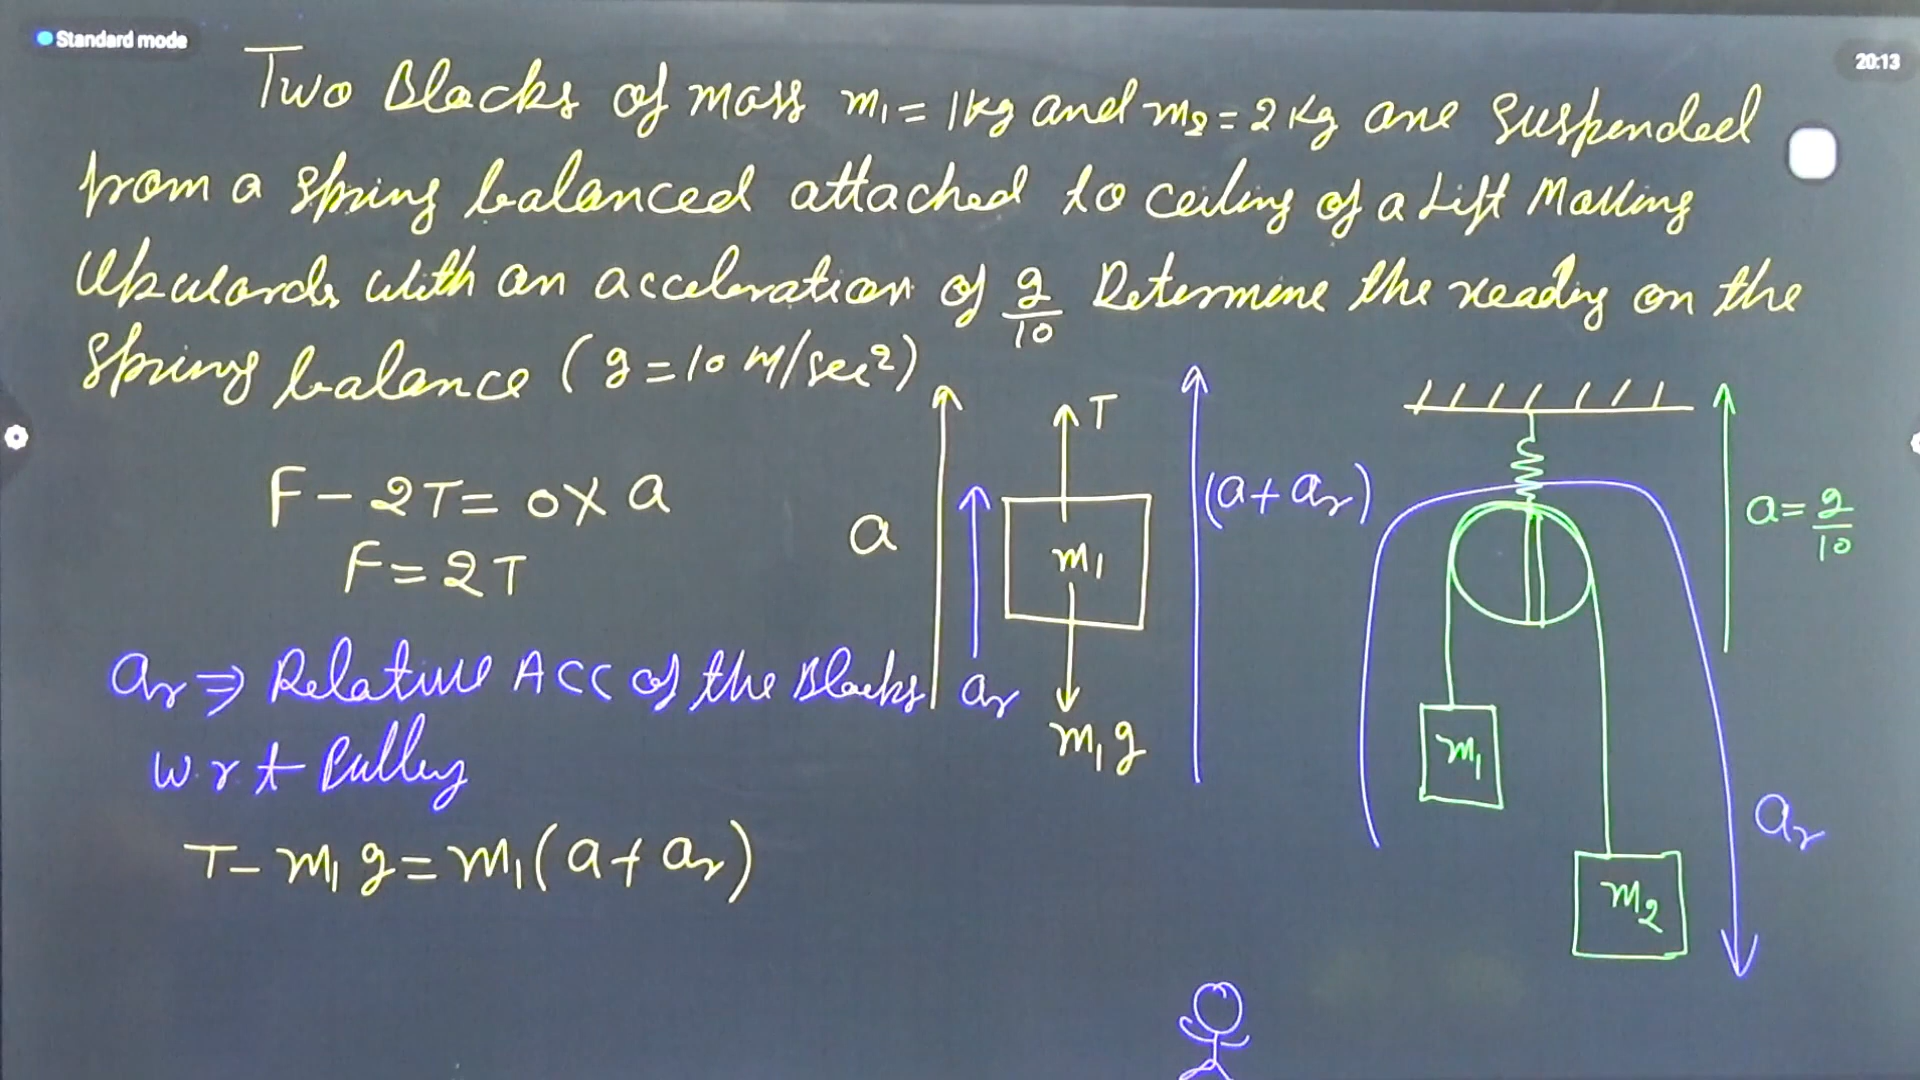 Standard mode
20:13
Two Blocks of mass m₁ = 1kg and m₂ = 2 kg are suspended
from a spring balanced attached to ceiling of a Lift Moving
Upwards with an acceleration of g/10 Determine the reading on the
Spring balance (g = 10 M/sec²)
F - 2T = 0 X a
F = 2T
aᵣ ⇒ Relative Acc of the Blocks
w.r.t Pulley
T - m₁g = m₁(a + aᵣ)
a
T
m₁
aᵣ
m₁g
(a + aᵣ)
a = g/10
m₁
aᵣ
m₂